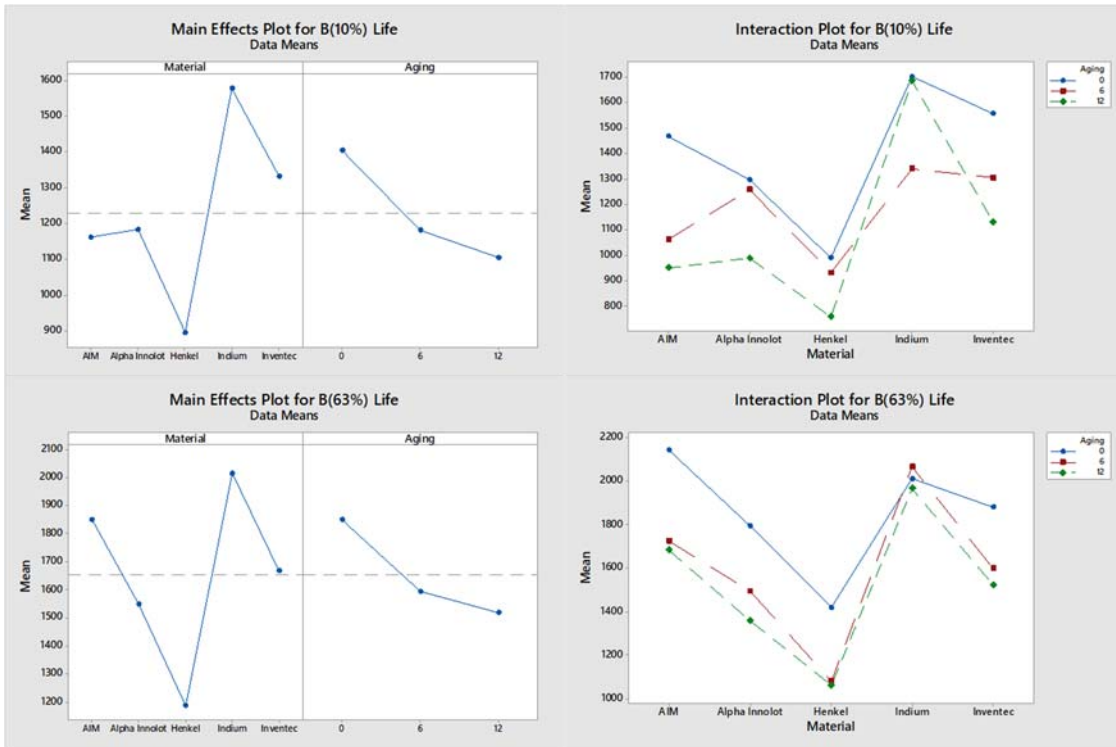 Main Effects Plot for B(10%) Life
Data Means
Material Aging
1600
1500
1400
1300
1200
1100
1000
900
Mean
AIM Alpha Innolot Henkel Indium Inventec 0 6 12
Interaction Plot for B(10%) Life
Data Means
1700
1600
1500
1400
1300
1200
1100
1000
900
800
Mean
AIM Alpha Innolot Henkel Indium Inventec
Material
Aging
0
6
12
Main Effects Plot for B(63%) Life
Data Means
Material Aging
2100
2000
1900
1800
1700
1600
1500
1400
1300
1200
Mean
AIM Alpha Innolot Henkel Indium Inventec 0 6 12
Interaction Plot for B(63%) Life
Data Means
2200
2000
1800
1600
1400
1200
1000
Mean
AIM Alpha Innolot Henkel Indium Inventec
Material
Aging
0
6
12